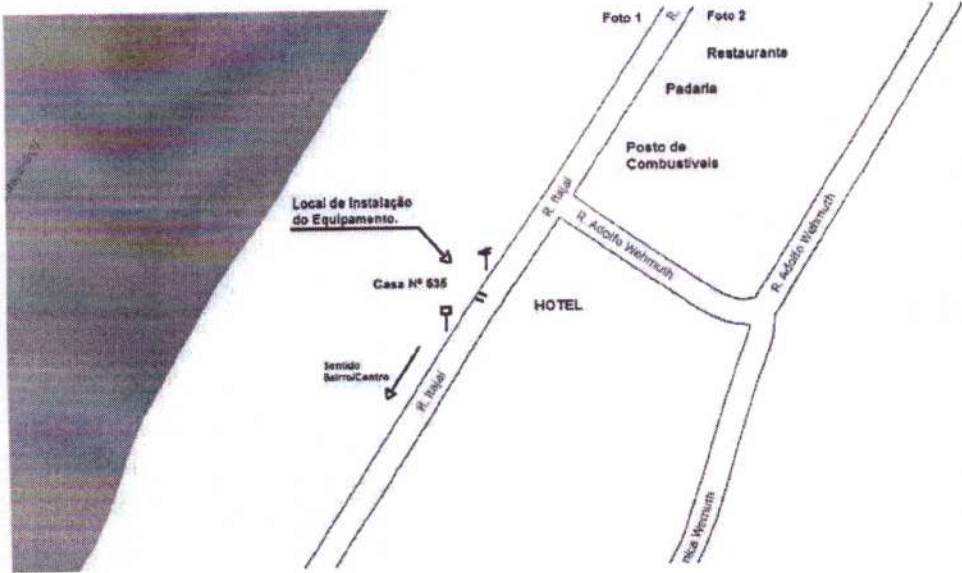 Foto 1
R.
Foto 2
Restaurante
Padaria
Posto de
Combustíveis
Local de Instalação
do Equipamento.
R. Itajaí
R. Adolfo Wehmuth
R. Adolfo Wehmuth
Casa Nº 535
HOTEL
Sentido
Bairro/Centro
R. Itajaí
Wemuth